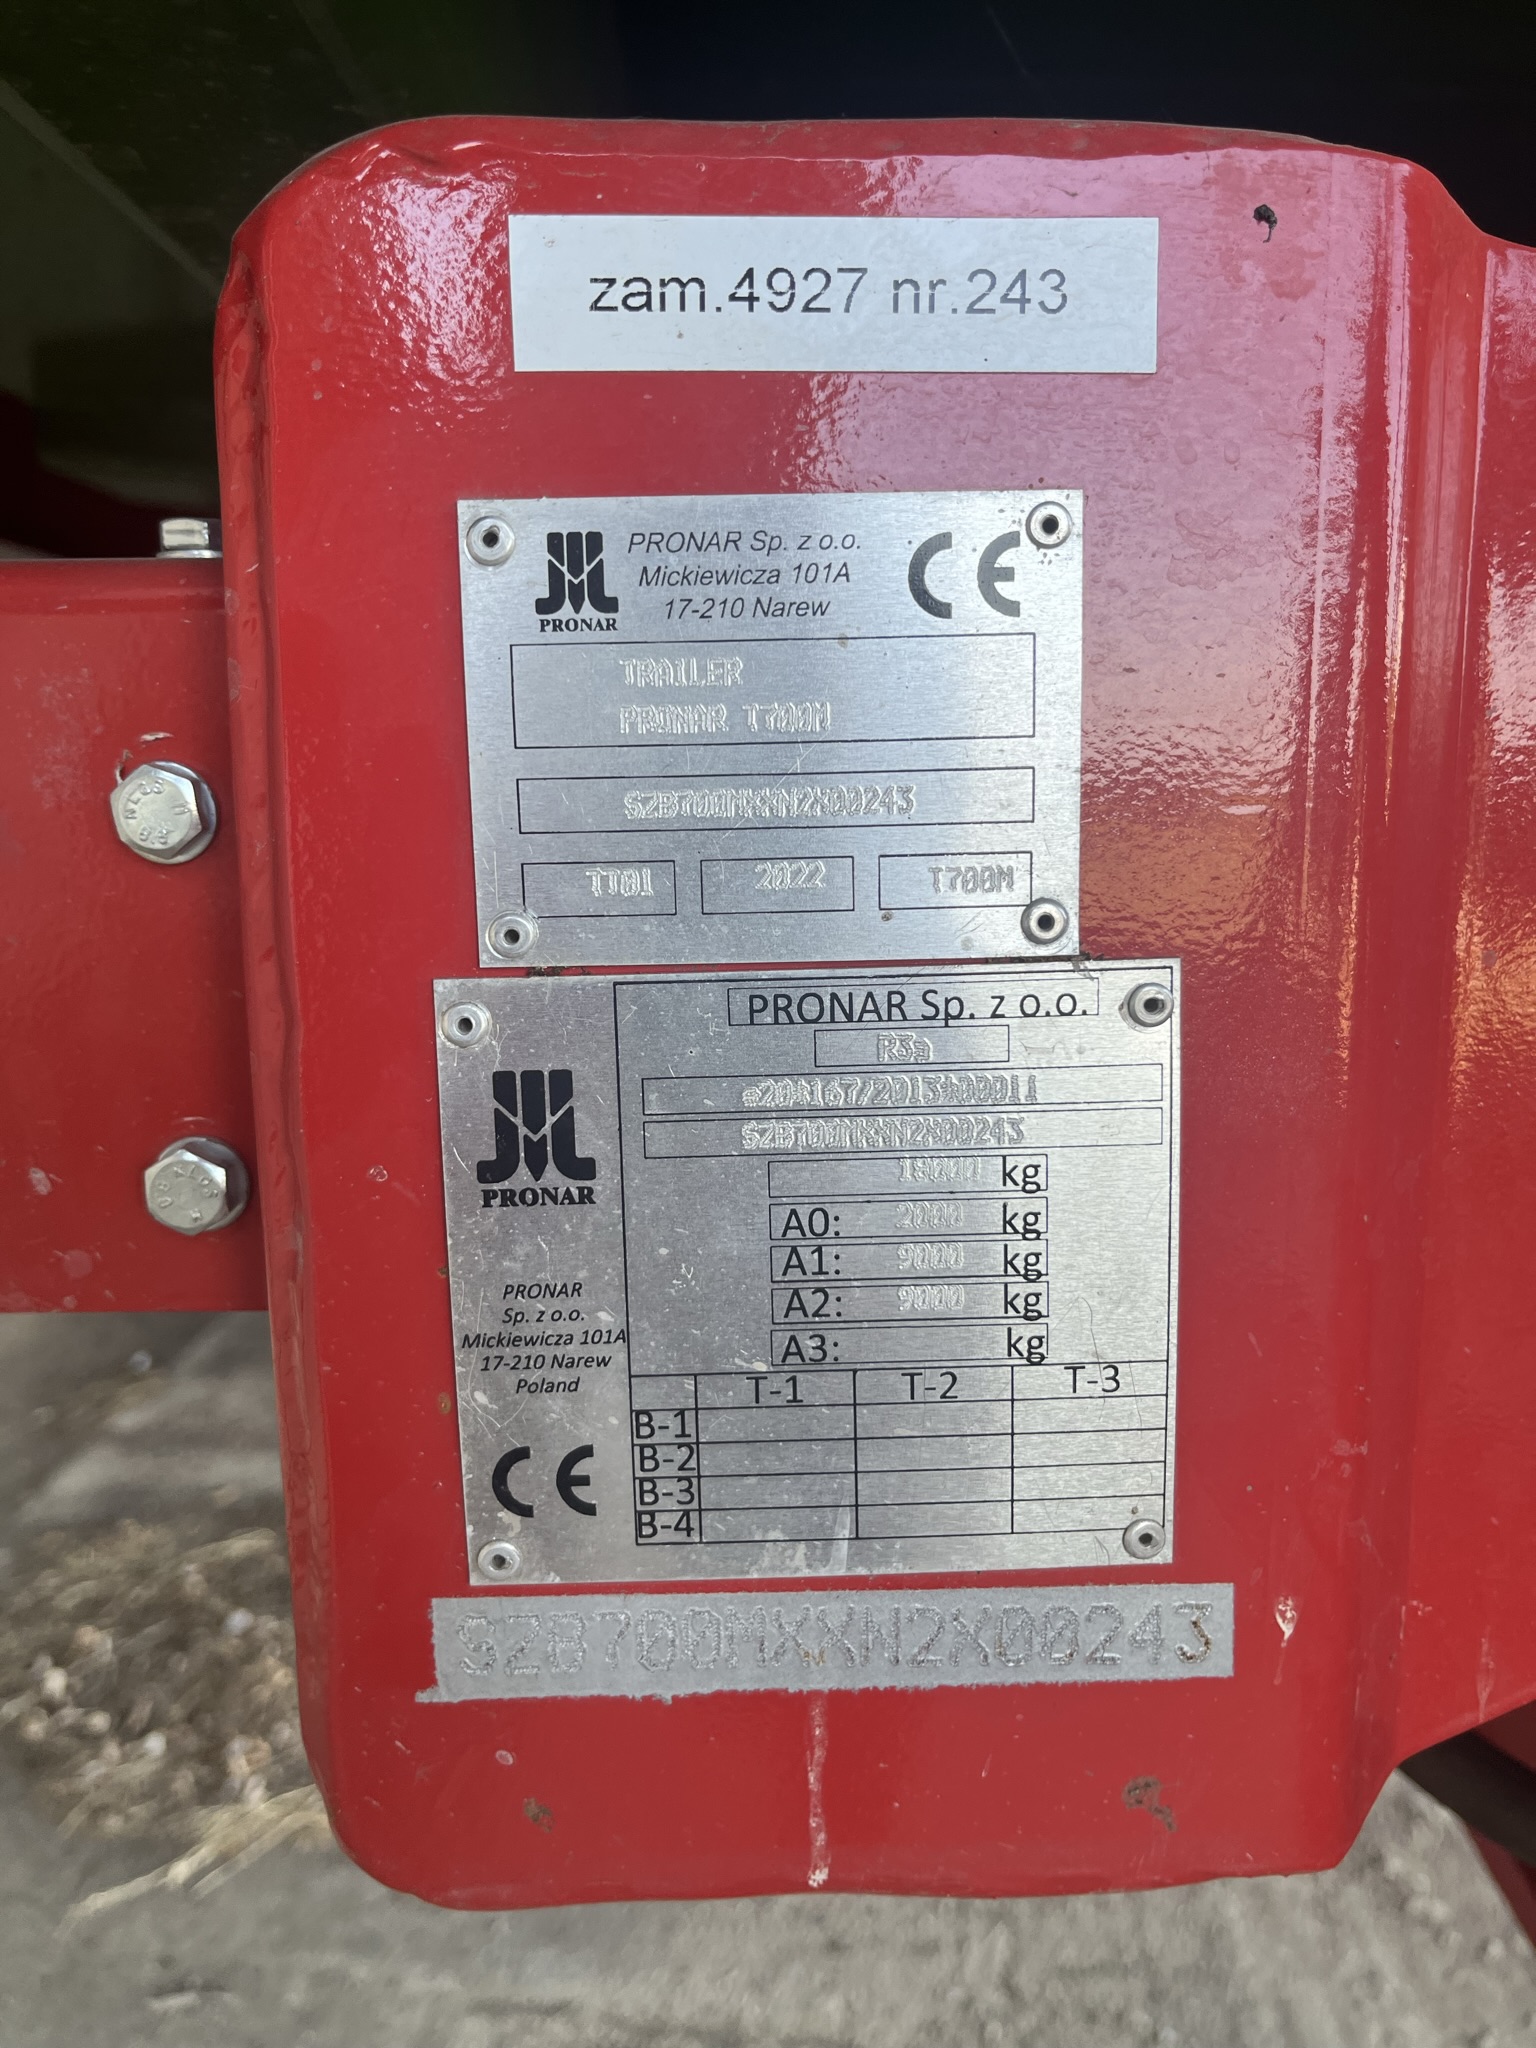 zam.4927 nr.243
PRONAR
PRONAR Sp. z o.o.
Mickiewicza 101A
17-210 Narew
CE
TRAILER
PRONAR T700M
SZB700MXXN2X00243
TT01
2022
T700M
PRONAR
PRONAR
Sp. z o.o.
Mickiewicza 101A
17-210 Narew
Poland
CE
PRONAR Sp. z o.o.
R3a
e20*167/2013*00011
SZB700MXXN2X00243
18000 kg
A0: 2000 kg
A1: 9000 kg
A2: 9000 kg
A3: kg
T-1 T-2 T-3
B-1
B-2
B-3
B-4
SZB700MXXN2X00243